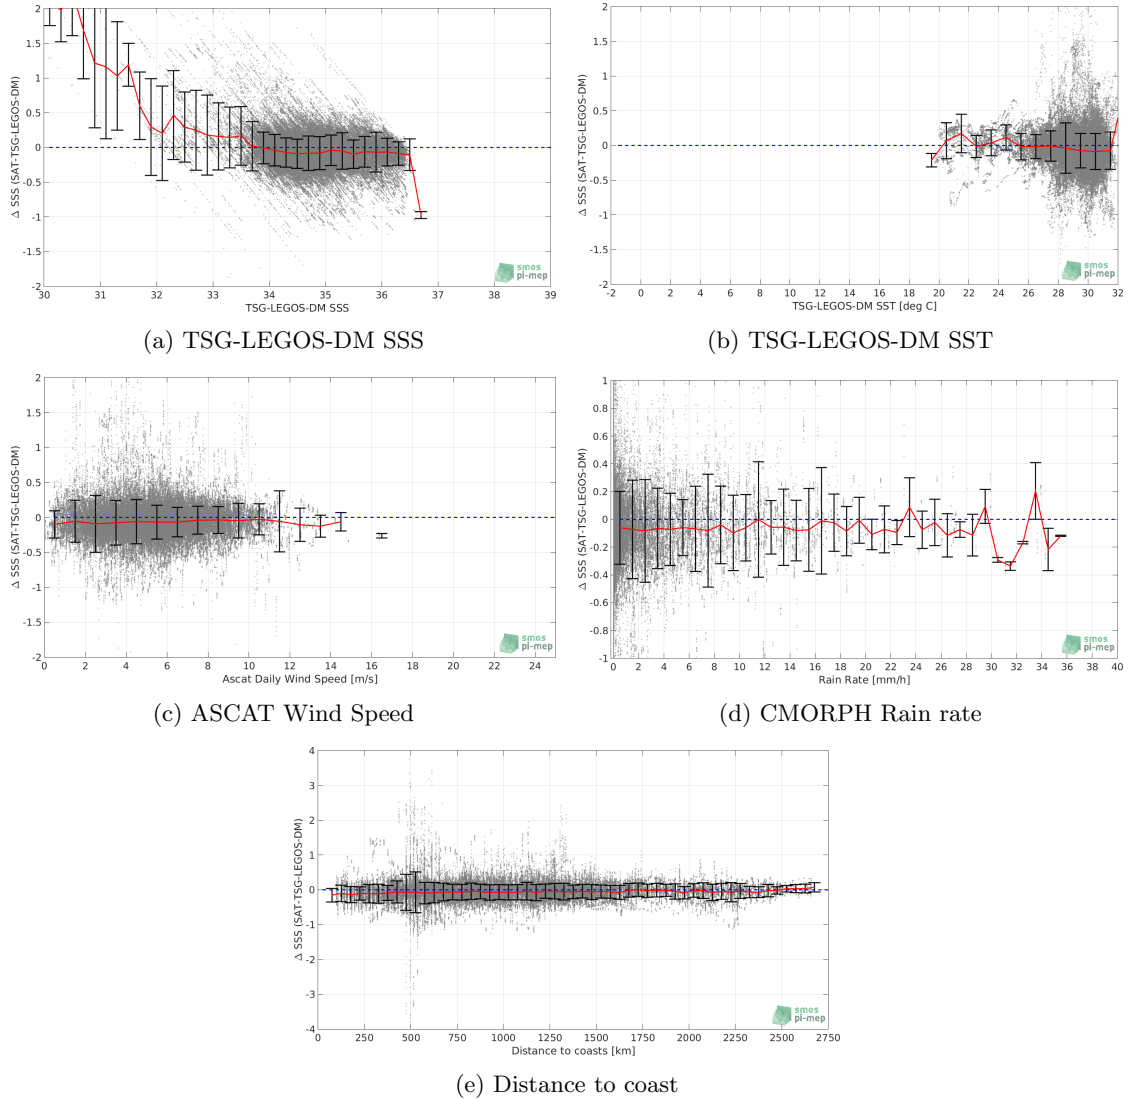 2
1.5
1
0.5
0
-0.5
-1
-1.5
-2
Δ SSS (SAT-TSG-LEGOS-DM)
30 31 32 33 34 35 36 37 38 39
TSG-LEGOS-DM SSS
smos
pi-mep
(a) TSG-LEGOS-DM SSS
2
1.5
1
0.5
0
-0.5
-1
-1.5
-2
Δ SSS (SAT-TSG-LEGOS-DM)
-2 0 2 4 6 8 10 12 14 16 18 20 22 24 26 28 30 32
TSG-LEGOS-DM SST [deg C]
smos
pi-mep
(b) TSG-LEGOS-DM SST
2
1.5
1
0.5
0
-0.5
-1
-1.5
-2
Δ SSS (SAT-TSG-LEGOS-DM)
0 2 4 6 8 10 12 14 16 18 20 22 24
Ascat Daily Wind Speed [m/s]
smos
pi-mep
(c) ASCAT Wind Speed
1
0.8
0.6
0.4
0.2
0
-0.2
-0.4
-0.6
-0.8
-1
Δ SSS (SAT-TSG-LEGOS-DM)
0 2 4 6 8 10 12 14 16 18 20 22 24 26 28 30 32 34 36 38 40
Rain Rate [mm/h]
smos
pi-mep
(d) CMORPH Rain rate
4
3
2
1
0
-1
-2
-3
-4
Δ SSS (SAT-TSG-LEGOS-DM)
0 250 500 750 1000 1250 1500 1750 2000 2250 2500 2750
Distance to coasts [km]
smos
pi-mep
(e) Distance to coast